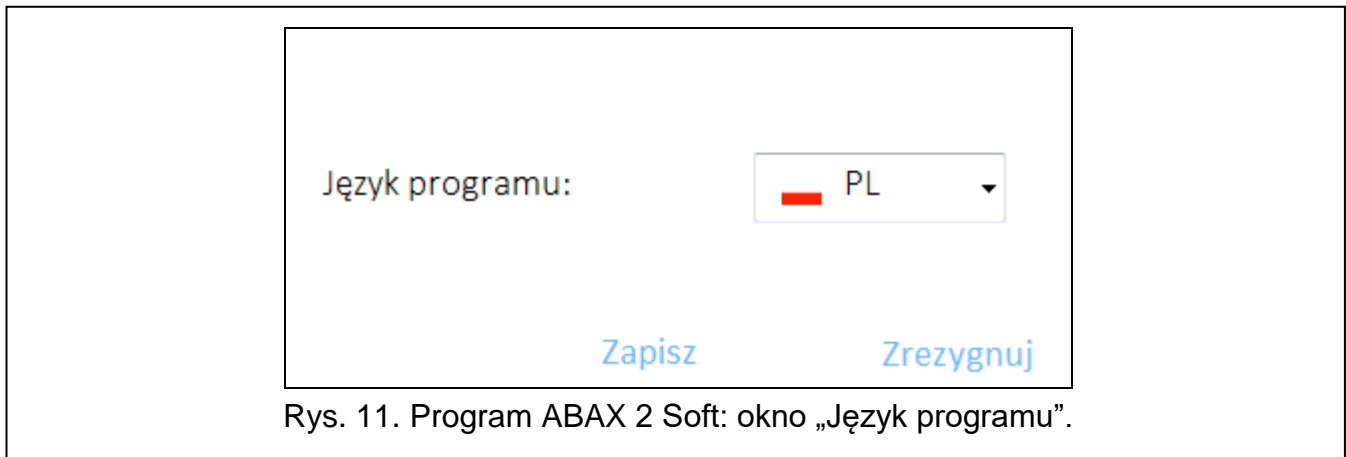 Język programu:
PL
Zapisz
Zrezygnuj
Rys. 11. Program ABAX 2 Soft: okno „Język programu”.